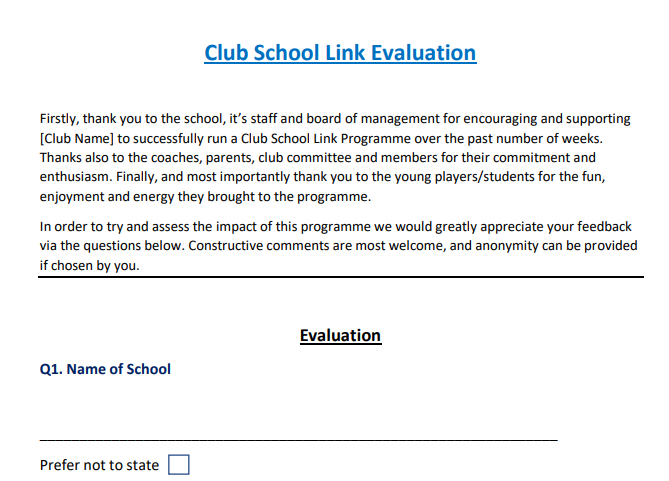 Club School Link Evaluation
Firstly, thank you to the school, it’s staff and board of management for encouraging and supporting
[Club Name] to successfully run a Club School Link Programme over the past number of weeks.
Thanks also to the coaches, parents, club committee and members for their commitment and
enthusiasm. Finally, and most importantly thank you to the young players/students for the fun,
enjoyment and energy they brought to the programme.
In order to try and assess the impact of this programme we would greatly appreciate your feedback
via the questions below. Constructive comments are most welcome, and anonymity can be provided
if chosen by you.
Evaluation
Q1. Name of School
Prefer not to state